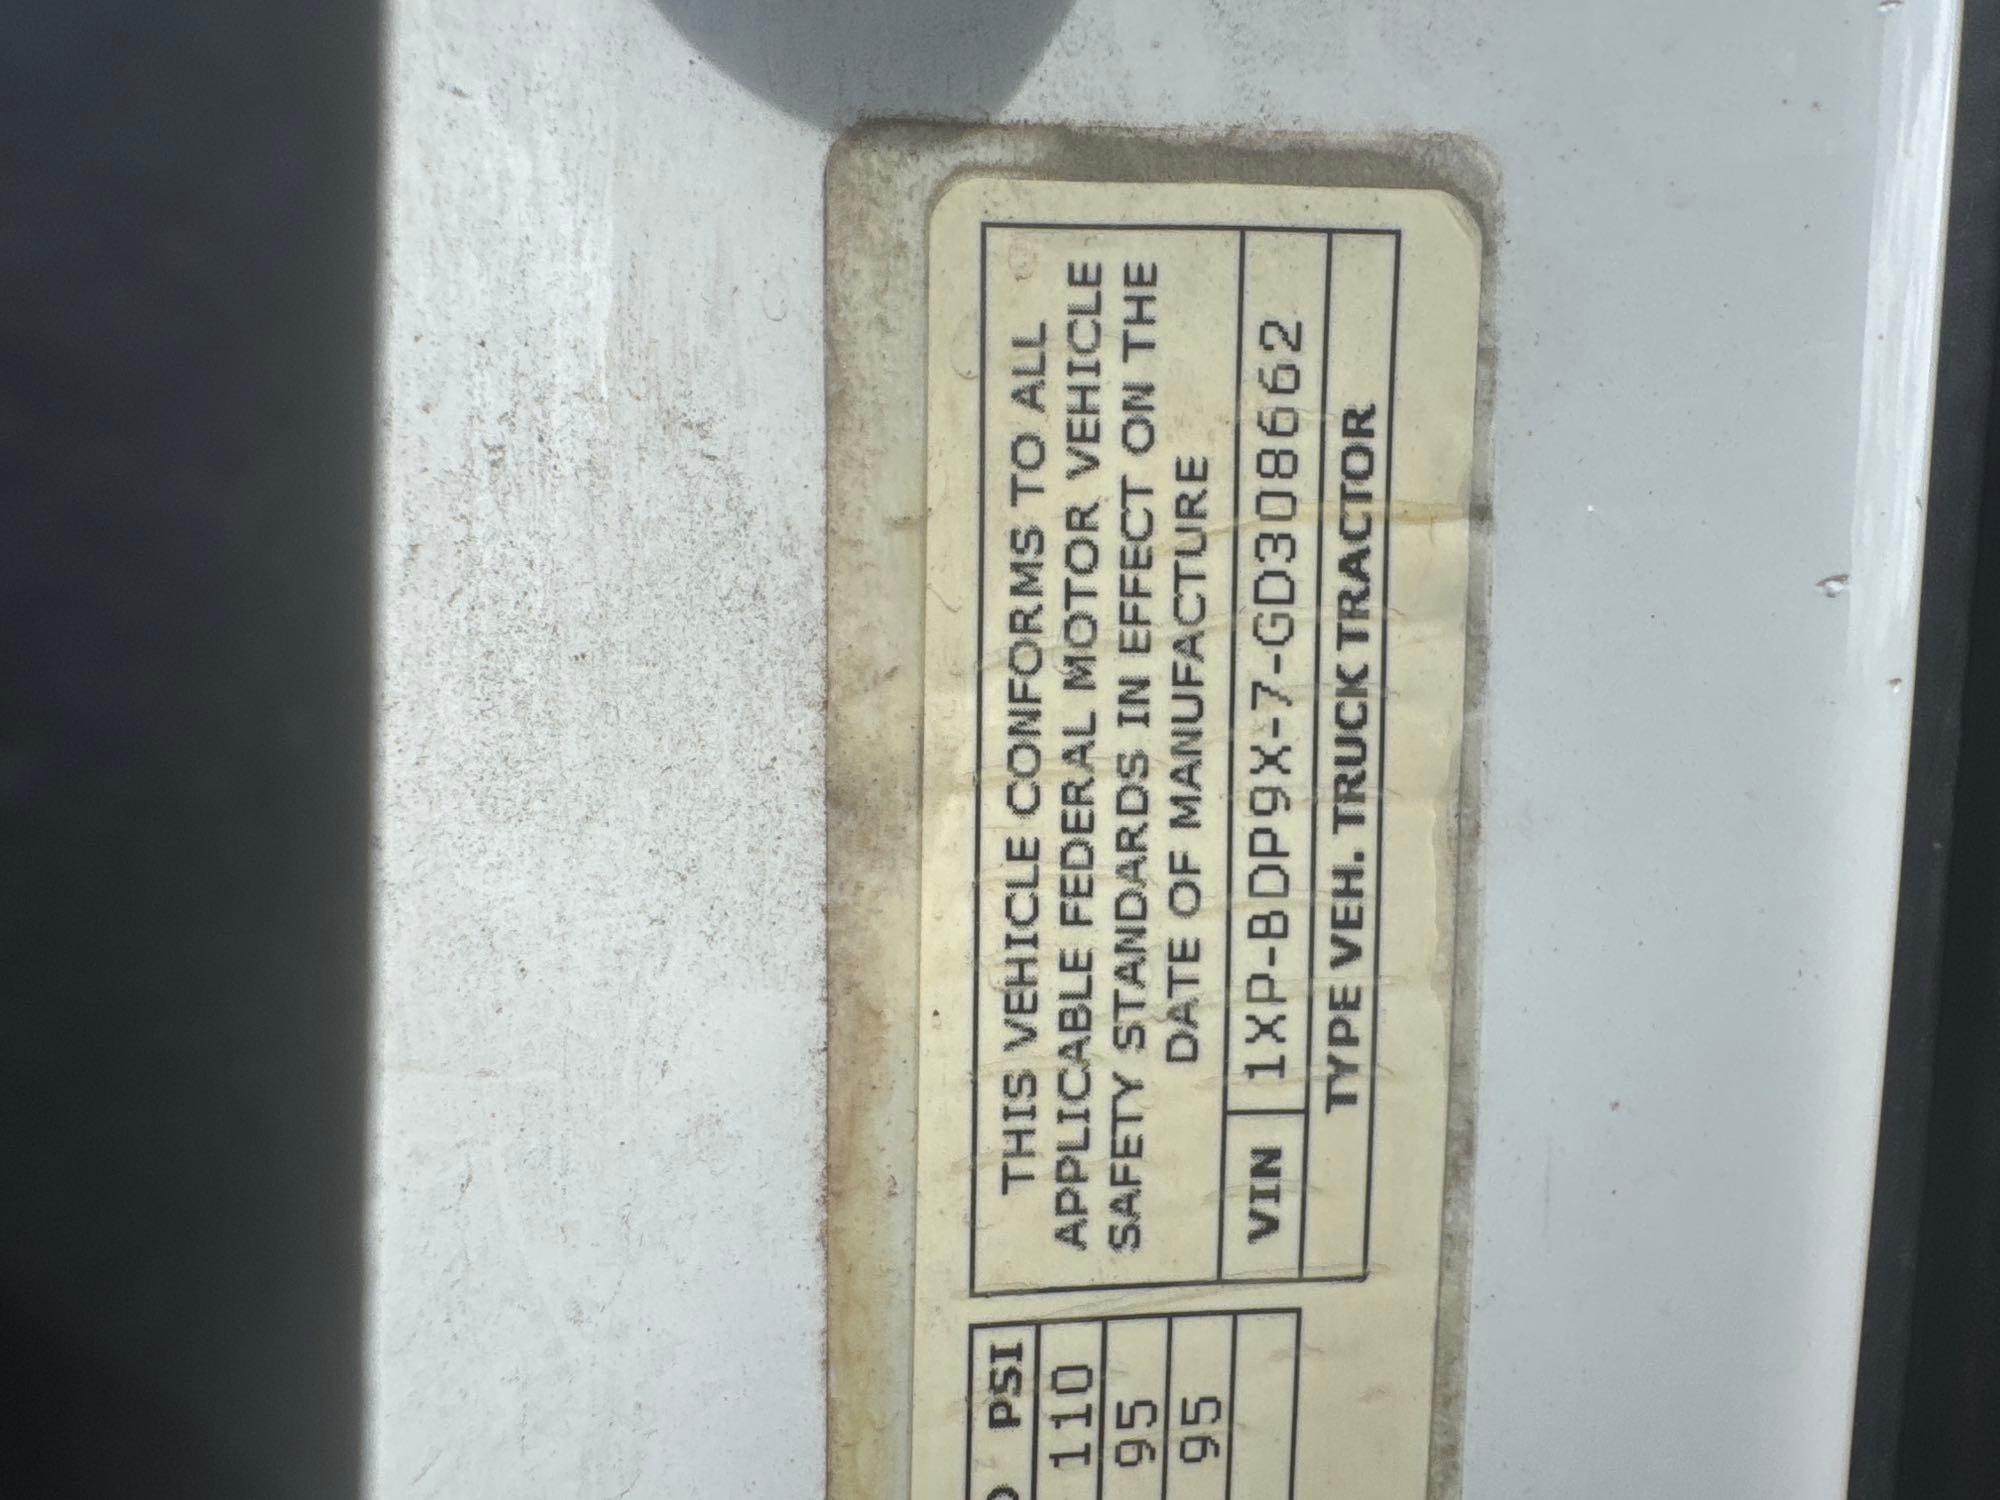 THIS VEHICLE CONFORMS TO ALL
APPLICABLE FEDERAL MOTOR VEHICLE
SAFETY STANDARDS IN EFFECT ON THE
DATE OF MANUFACTURE
VIN 1XP-BDP9X-7-GD308662
TYPE VEH. TRUCK TRACTOR
PSI
110
95
95